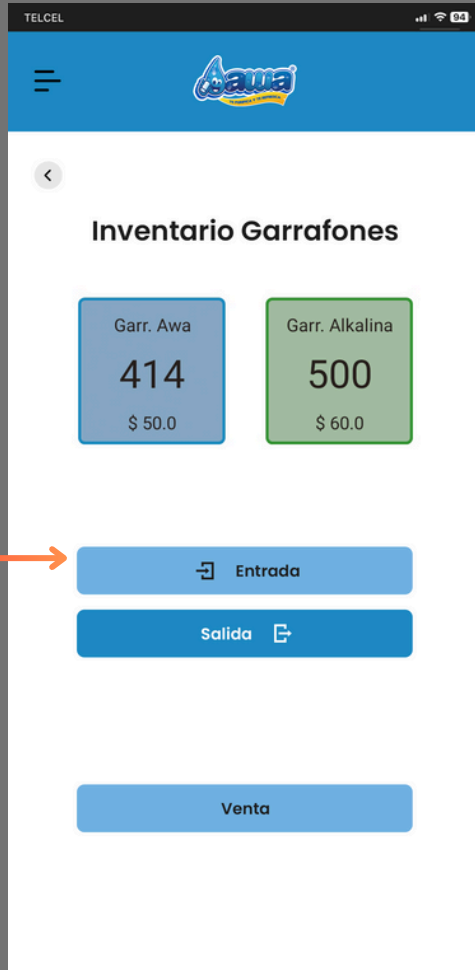 TELCEL
94
awa
Inventario Garrafones
Garr. Awa
414
$ 50.0
Garr. Alkalina
500
$ 60.0
Entrada
Salida
Venta